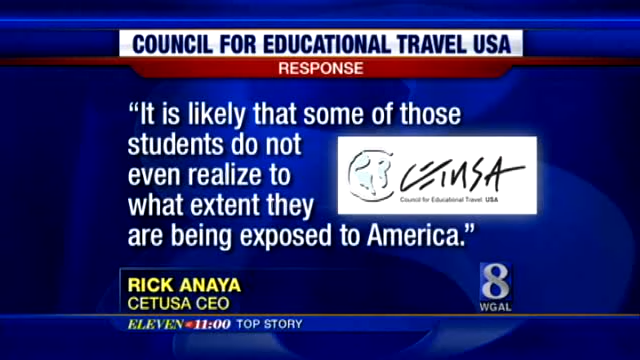 COUNCIL FOR EDUCATIONAL TRAVEL USA
RESPONSE
“It is likely that some of those
students do not
even realize to
what extent they
are being exposed to America.”
CETUSA
Council for Educational Travel USA
RICK ANAYA
CETUSA CEO
8
WGAL
ELEVEN @ 11:00 TOP STORY